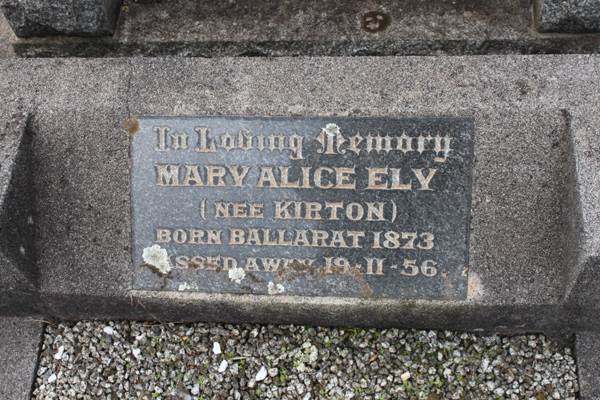 In Loving Memory
MARY ALICE ELY
(NEE KIRTON)
BORN BALLARAT 1873
PASSED AWAY 19-11-56.